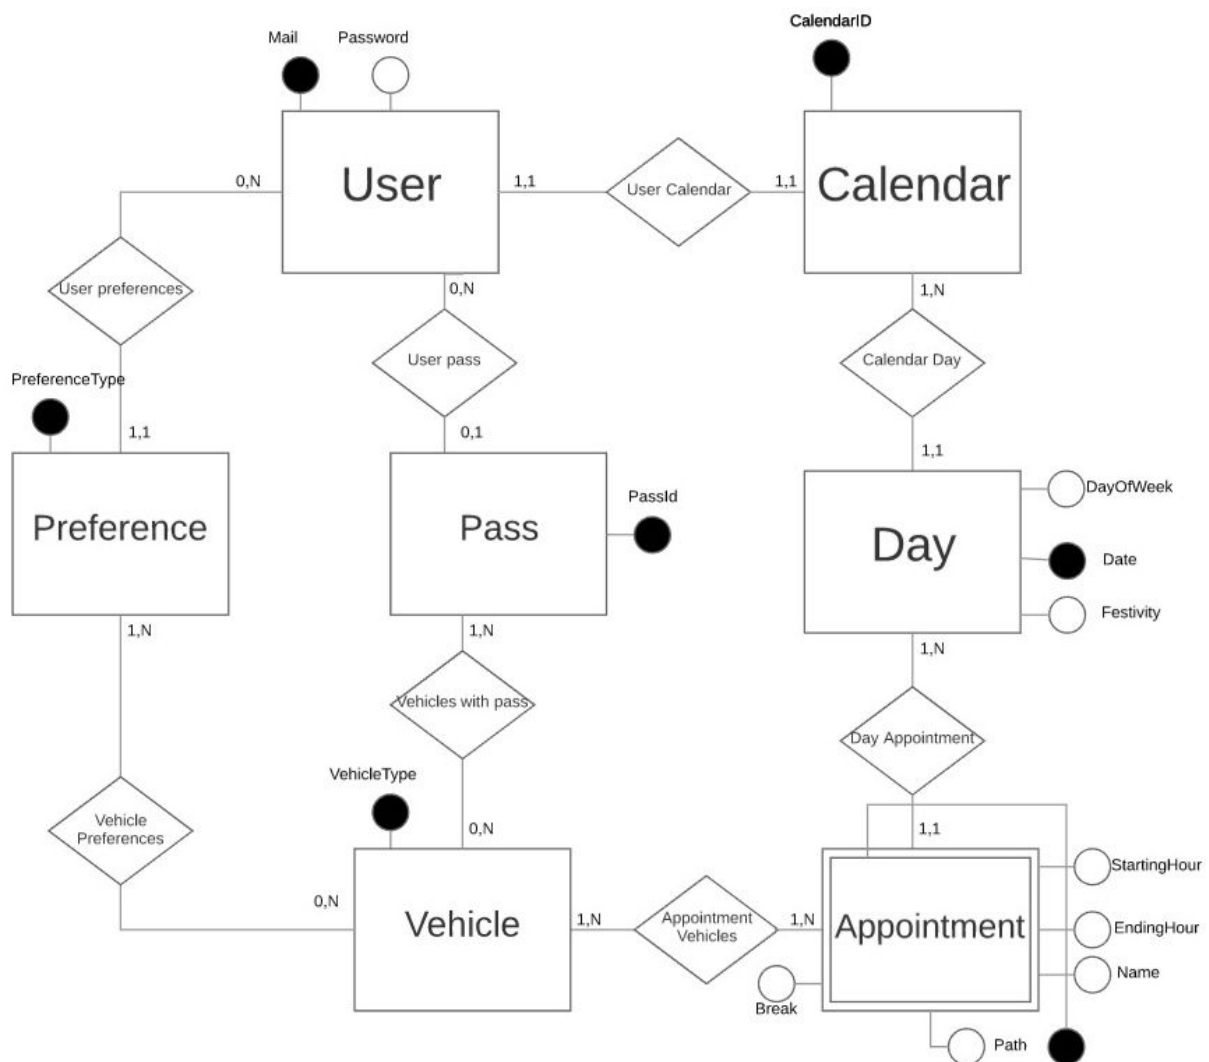 CalendarID
Mail
Password
User
Calendar
0,N
1,1
User Calendar
1,1
User preferences
0,N
1,N
User pass
Calendar Day
PreferenceType
1,1
0,1
1,1
Preference
Pass
PassId
Day
DayOfWeek
Date
Festivity
1,N
1,N
1,N
Vehicles with pass
Day Appointment
VehicleType
Vehicle
Preferences
0,N
1,1
0,N
Vehicle
1,N
Appointment
Vehicles
1,N
Appointment
StartingHour
EndingHour
Name
Break
Path